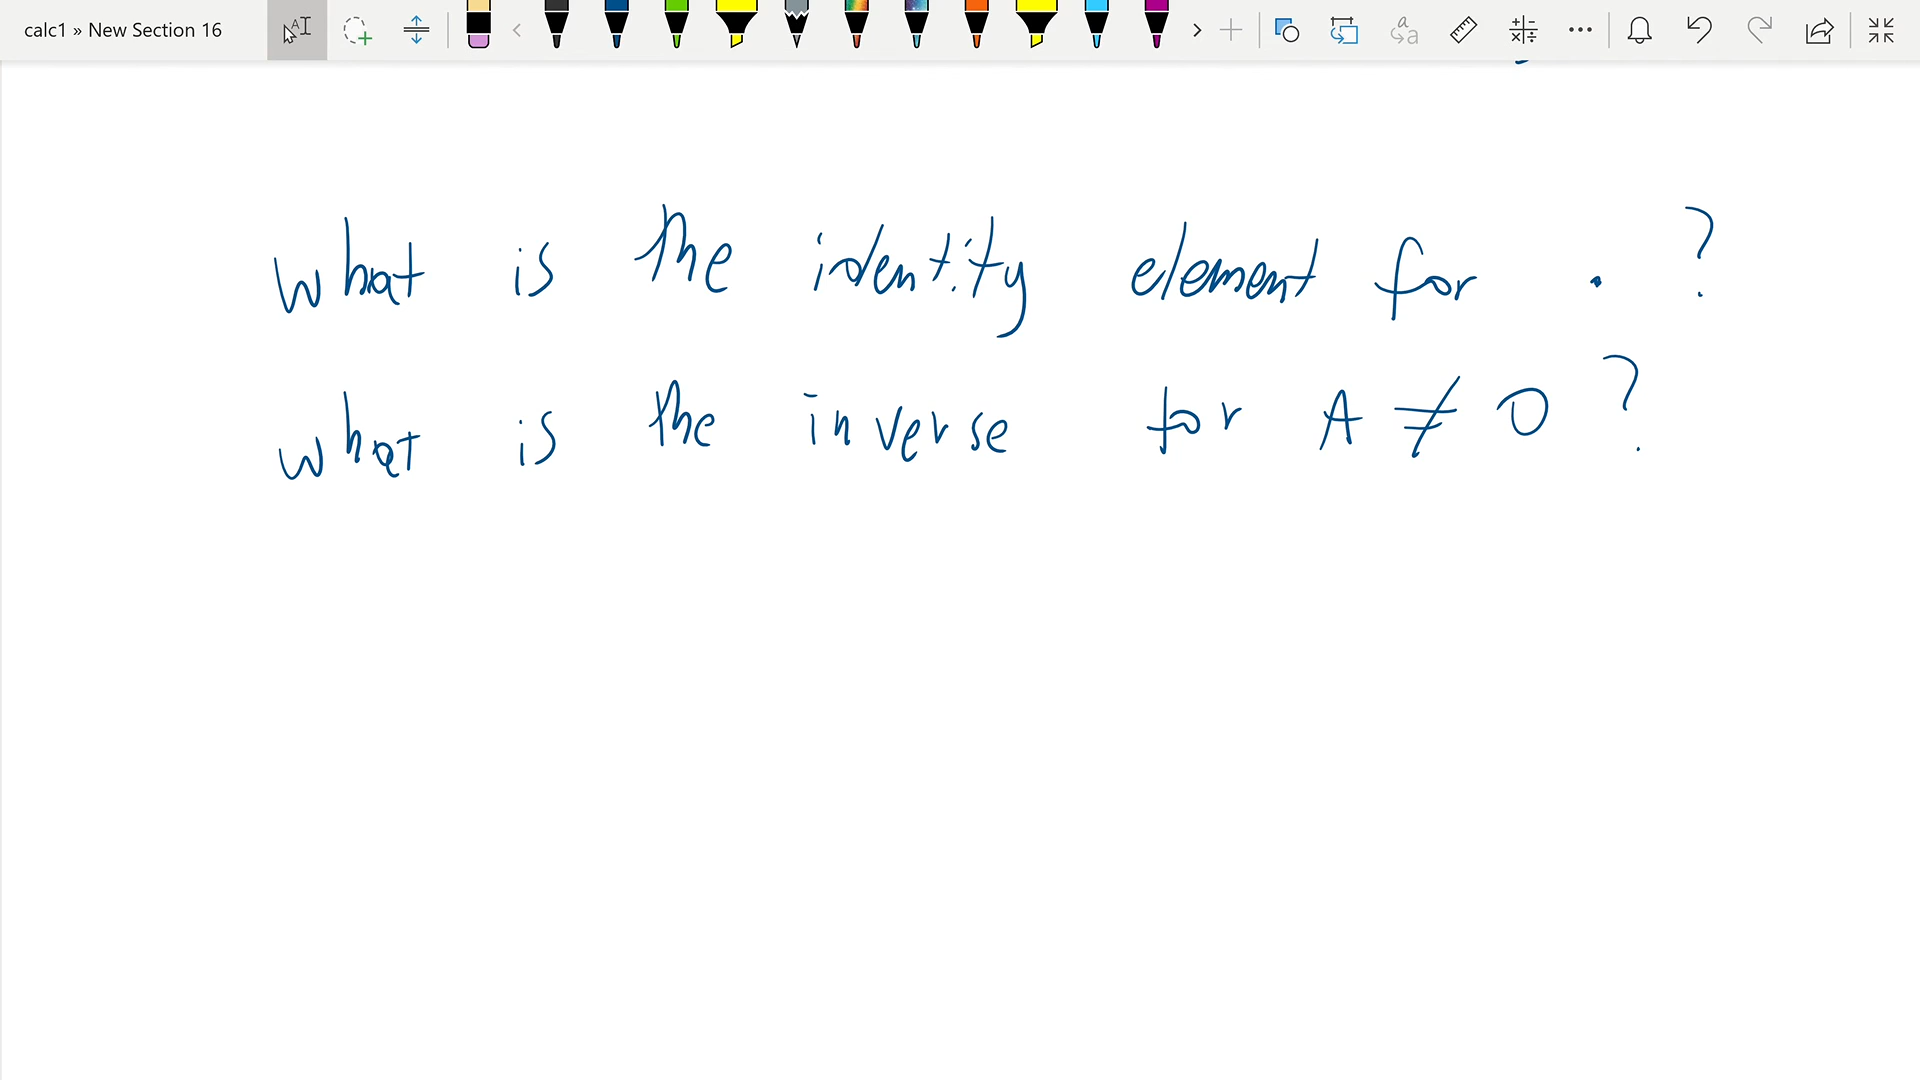 calc1 » New Section 16
What is the identity element for . ?
What is the inverse for A ≠ 0 ?